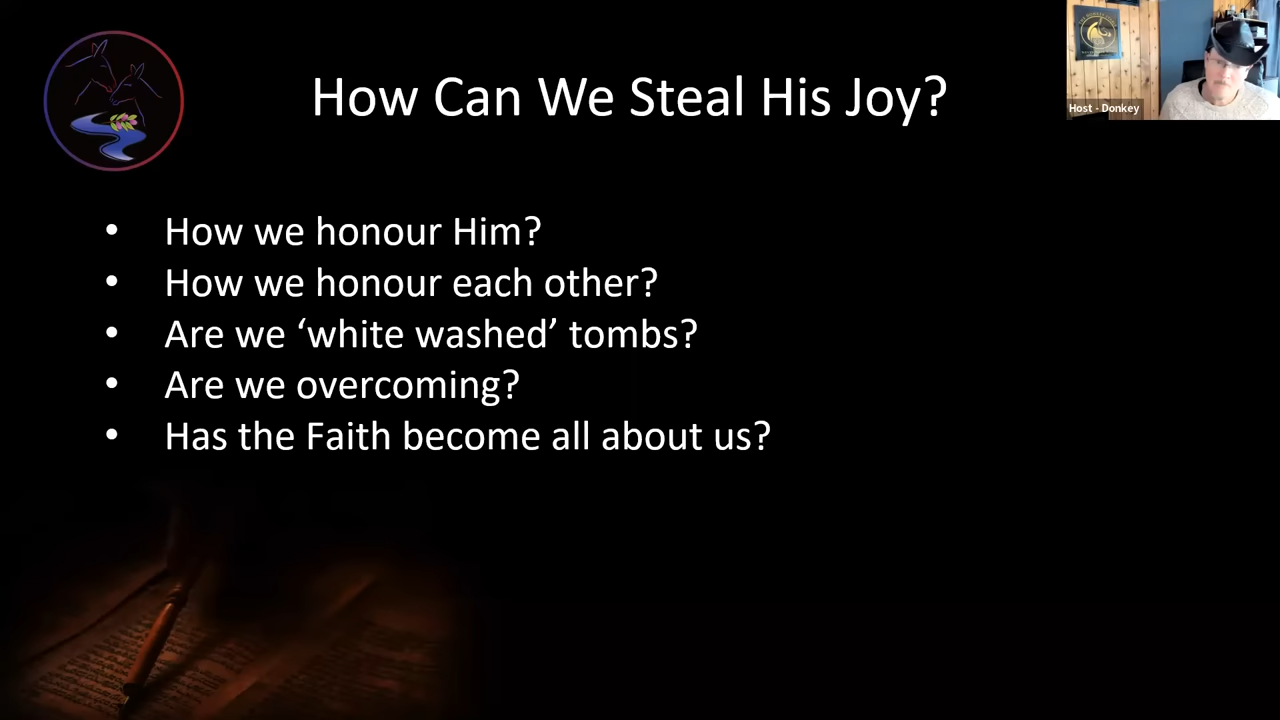 How Can We Steal His Joy?
Host - Donkey
• How we honour Him?
• How we honour each other?
• Are we ‘white washed’ tombs?
• Are we overcoming?
• Has the Faith become all about us?